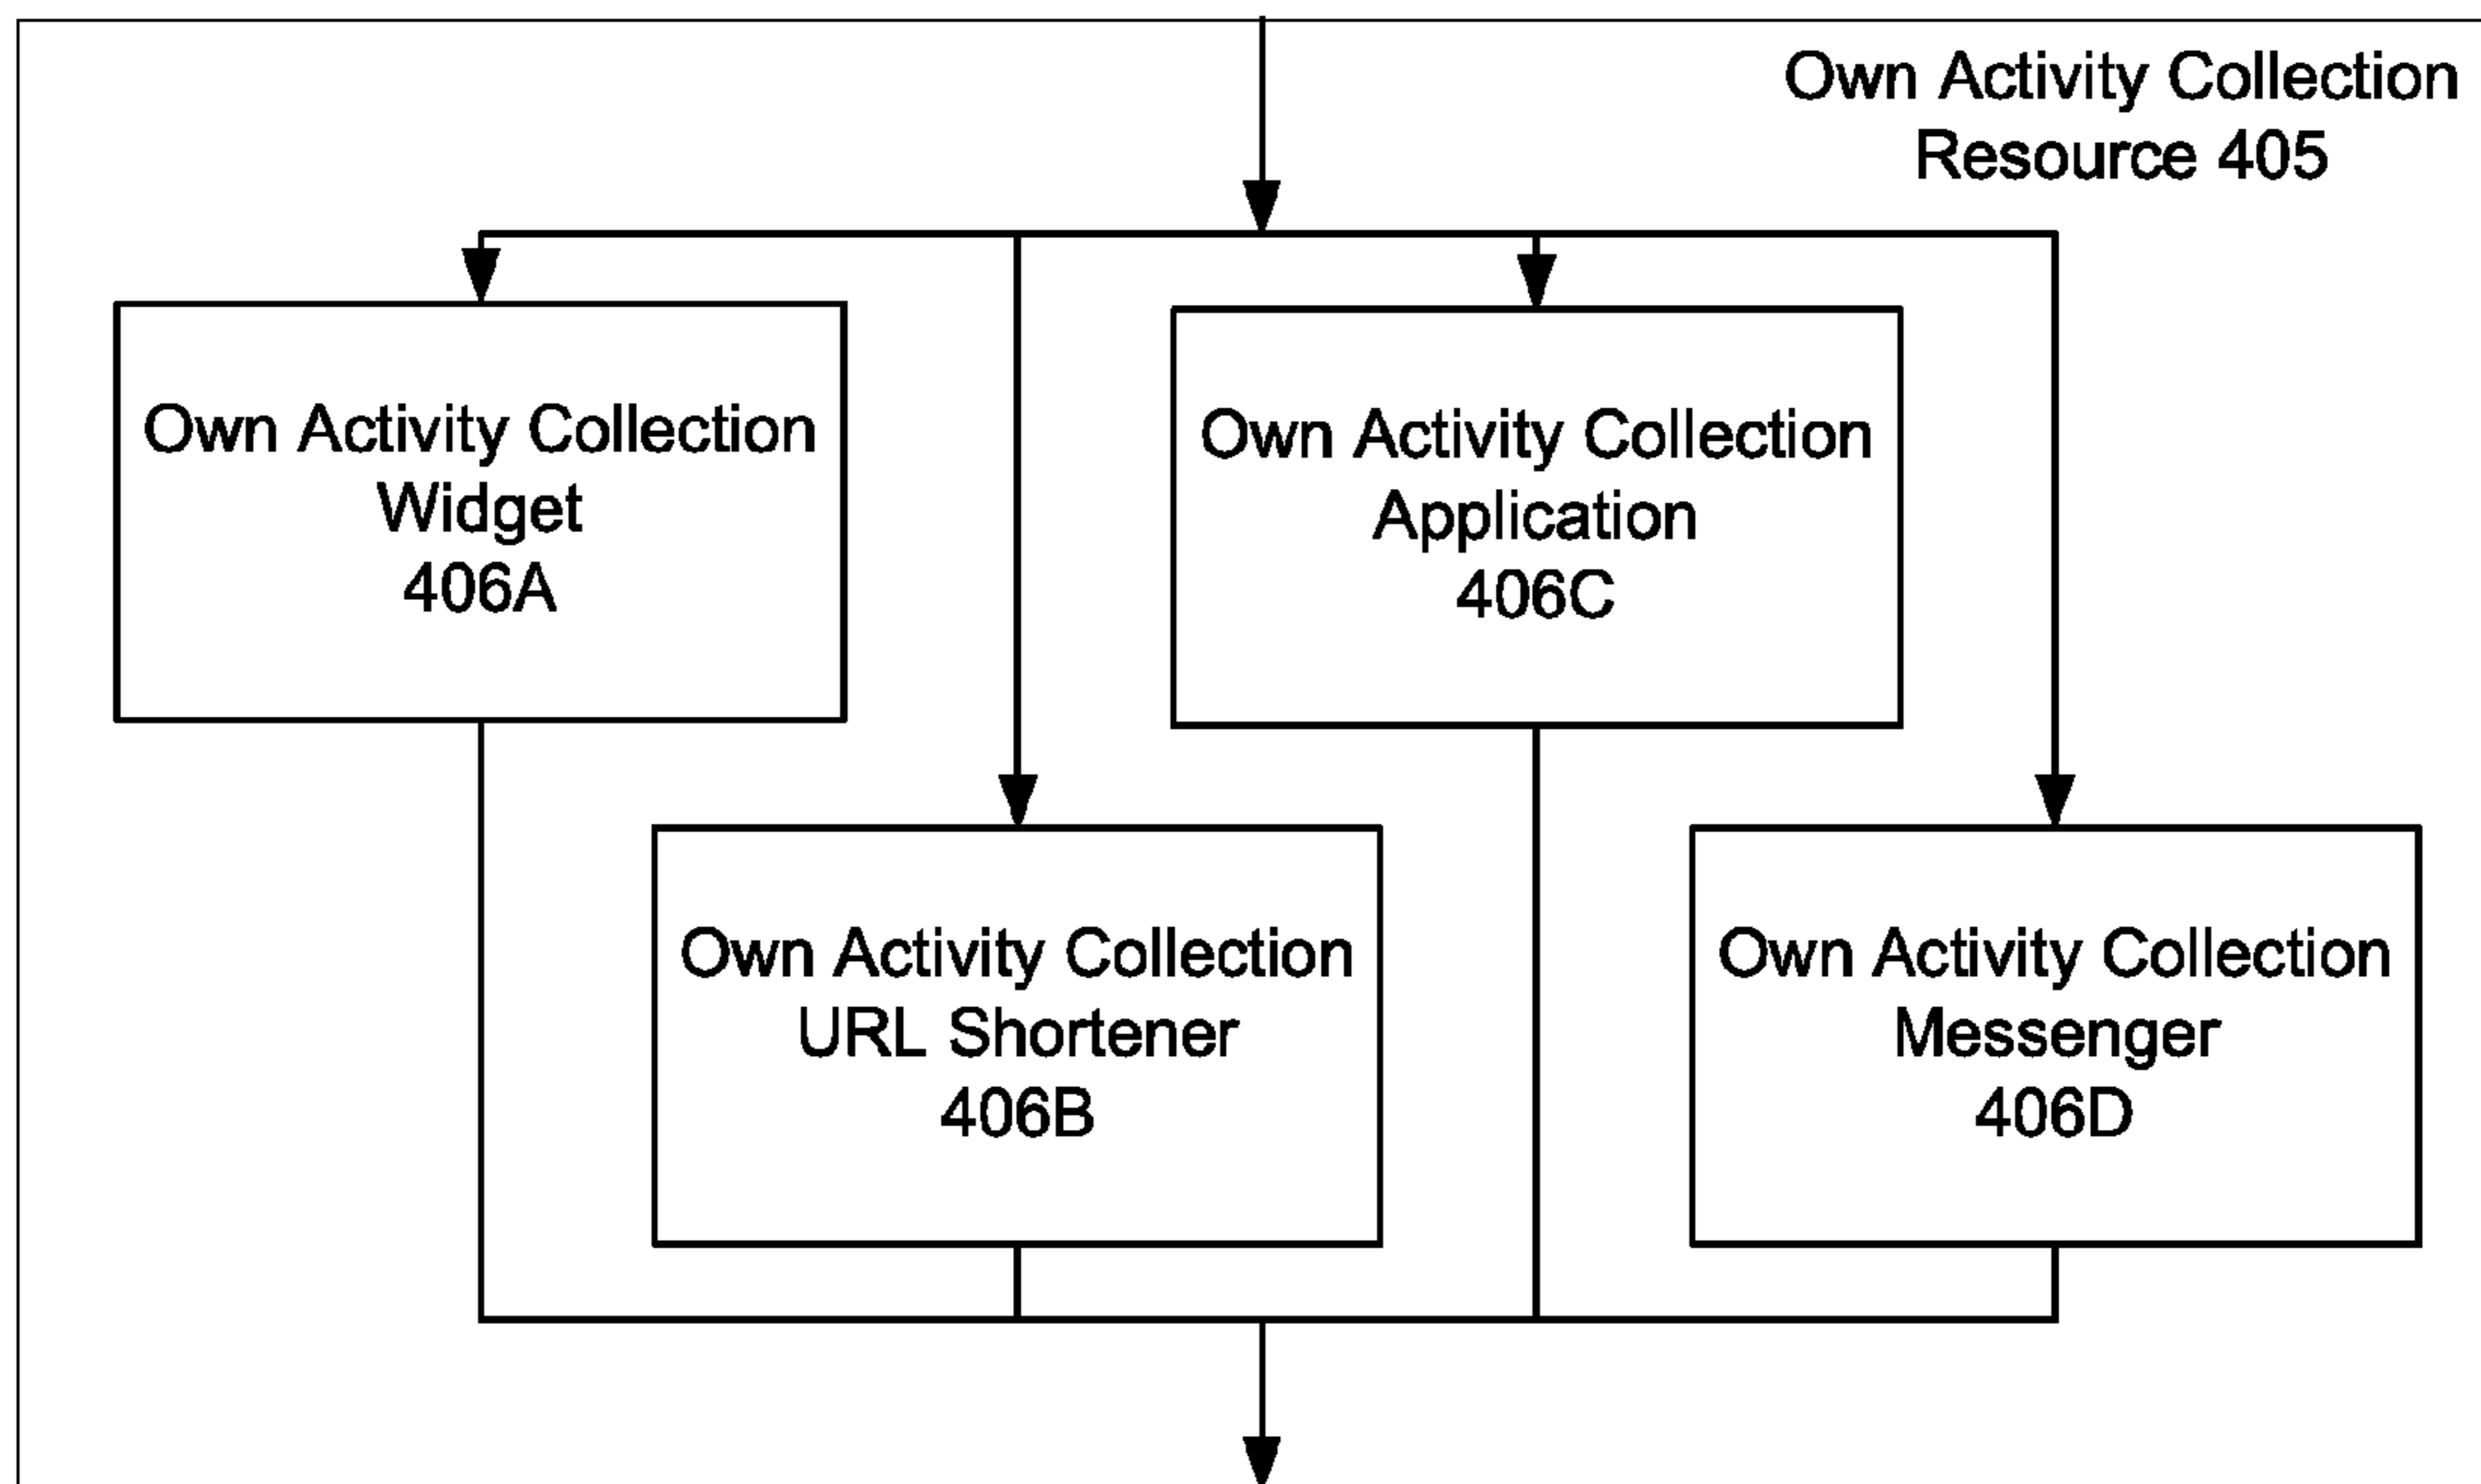 Own Activity Collection
Resource 405
Own Activity Collection
Widget
406A
Own Activity Collection
Application
406C
Own Activity Collection
URL Shortener
406B
Own Activity Collection
Messenger
406D